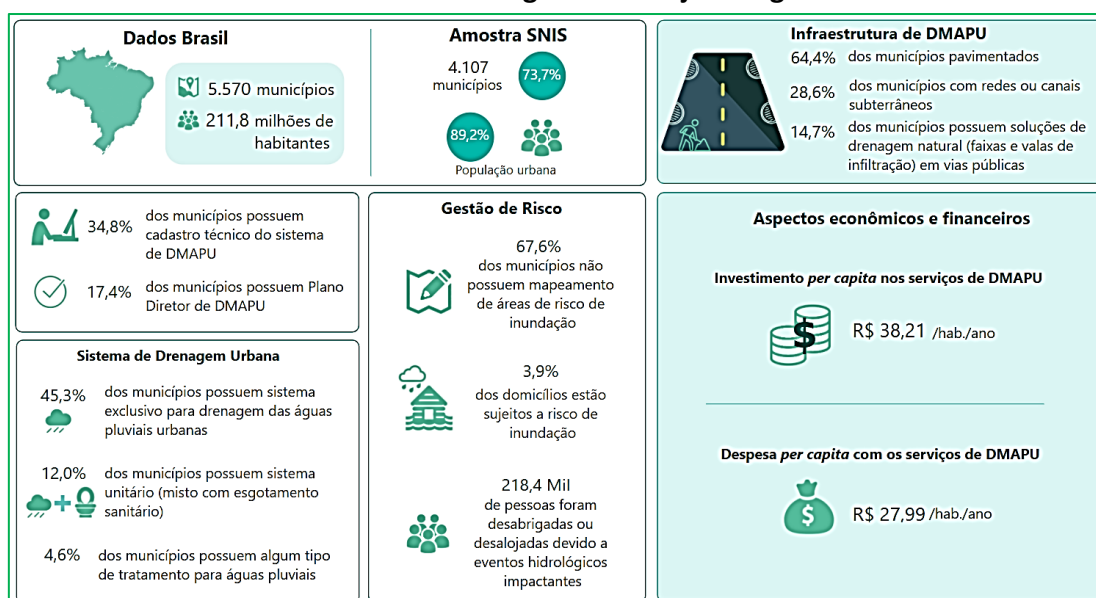 Dados Brasil
5.570 municípios
211,8 milhões de
habitantes
Amostra SNIS
4.107
municípios
73,7%
89,2%
População urbana
Infraestrutura de DMAPU
64,4% dos municípios pavimentados
28,6% dos municípios com redes ou canais
subterrâneos
14,7% dos municípios possuem soluções de
drenagem natural (faixas e valas de
infiltração) em vias públicas
34,8% dos municípios possuem
cadastro técnico do sistema
de DMAPU
17,4% dos municípios possuem Plano
Diretor de DMAPU
Sistema de Drenagem Urbana
45,3% dos municípios possuem sistema
exclusivo para drenagem das águas
pluviais urbanas
12,0% dos municípios possuem sistema
unitário (misto com esgotamento
sanitário)
4,6% dos municípios possuem algum tipo
de tratamento para águas pluviais
Gestão de Risco
67,6%
dos municípios não
possuem mapeamento
de áreas de risco de
inundação
3,9%
dos domicílios estão
sujeitos a risco de
inundação
218,4 Mil
de pessoas foram
desabrigadas ou
desalojadas devido a
eventos hidrológicos
impactantes
Aspectos econômicos e financeiros
Investimento per capita nos serviços de DMAPU
$
R$ 38,21 /hab./ano
Despesa per capita com os serviços de DMAPU
$
R$ 27,99 /hab./ano